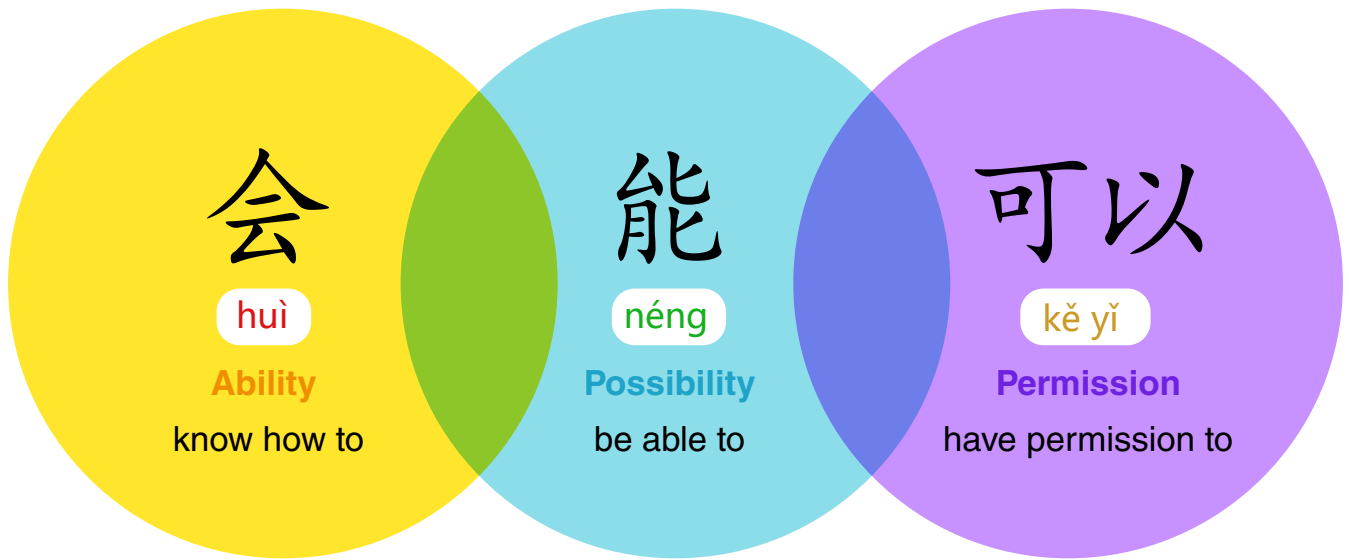 会
huì
Ability
know how to
能
néng
Possibility
be able to
可以
kě yǐ
Permission
have permission to